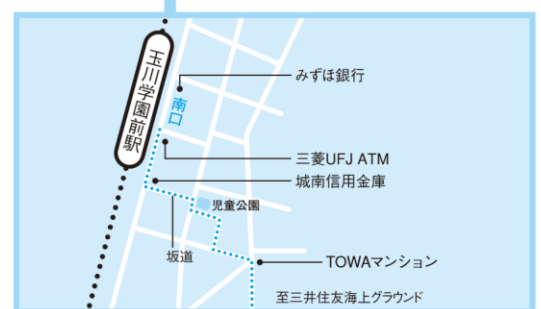 玉川学園前駅
みずほ銀行
南口
三菱UFJ ATM
城南信用金庫
児童公園
坂道
TOWAマンション
至三井住友海上グラウンド